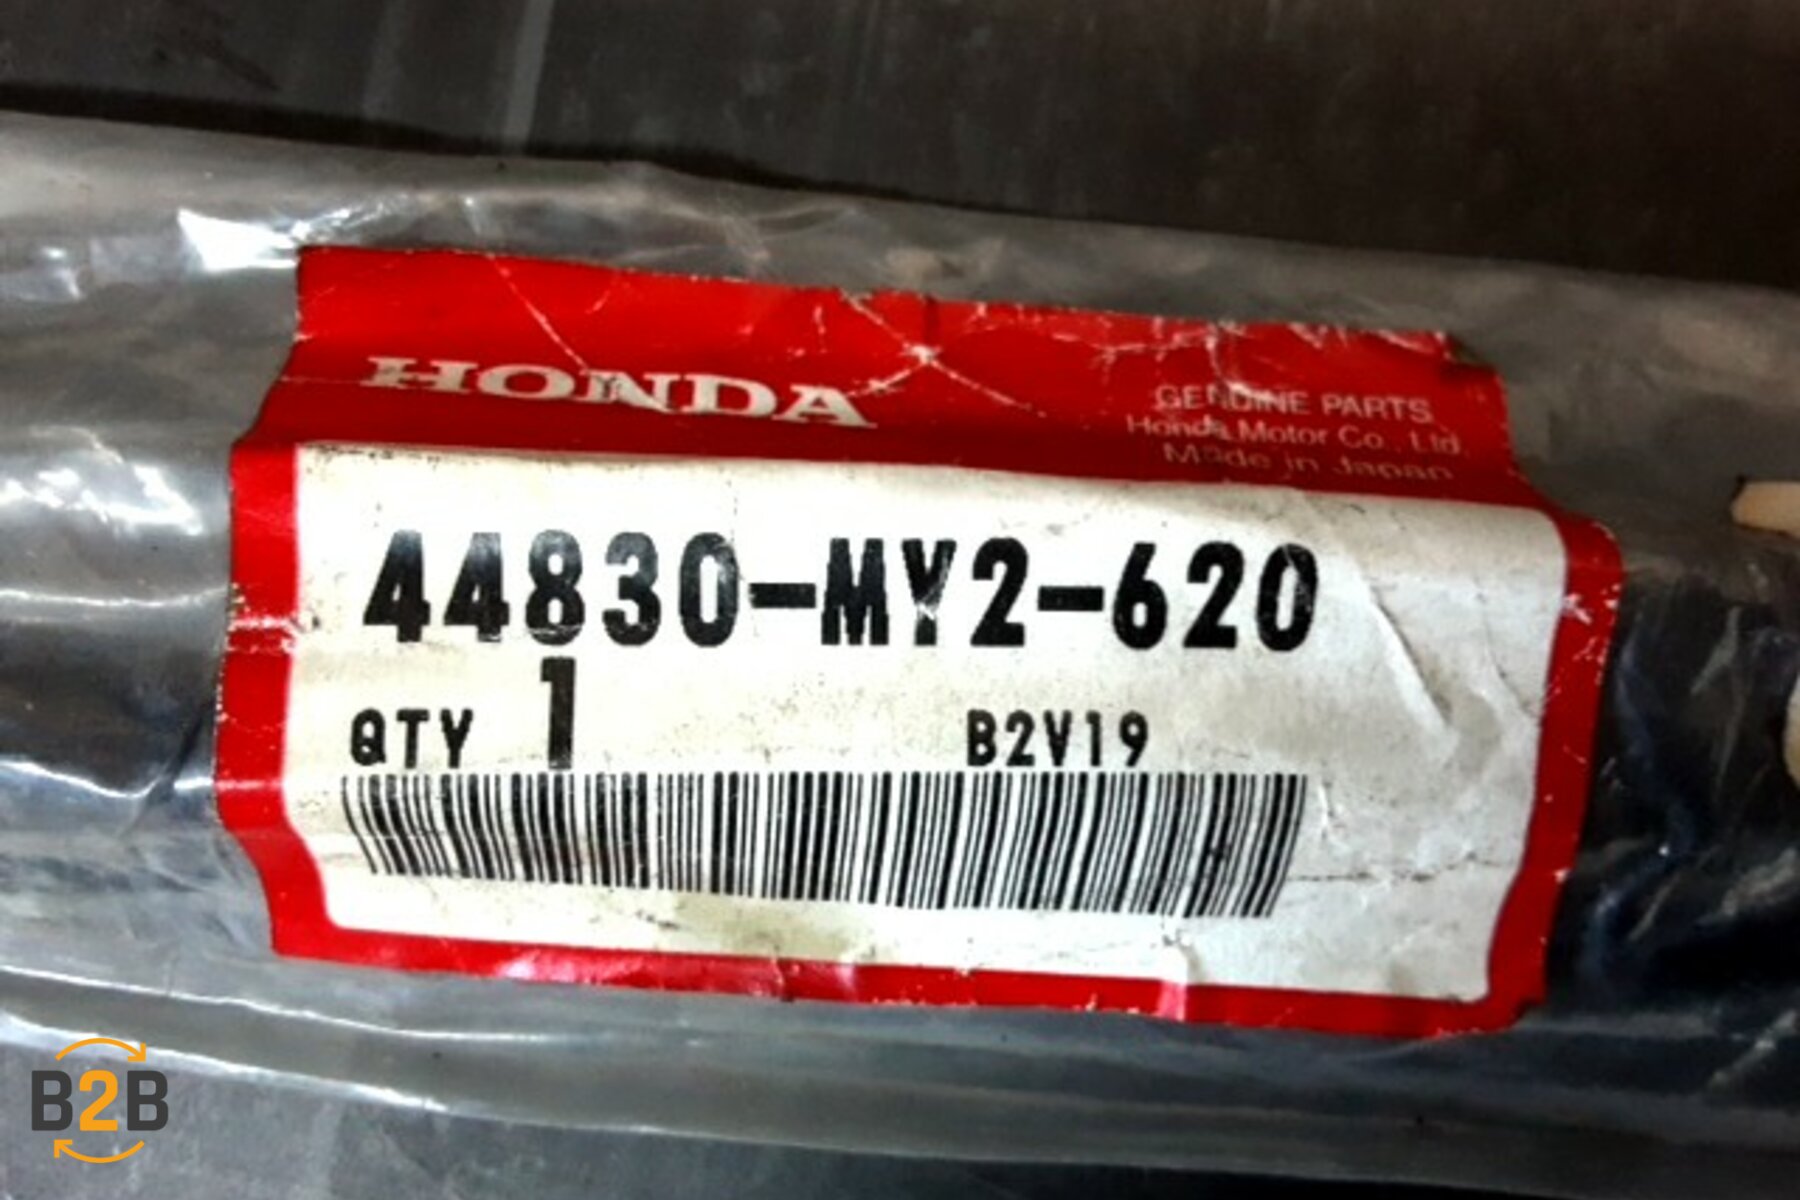 HONDA
GENUINE PARTS
Honda Motor Co., Ltd.
Made in Japan
44830-MY2-620
QTY 1 B2V19
B2B